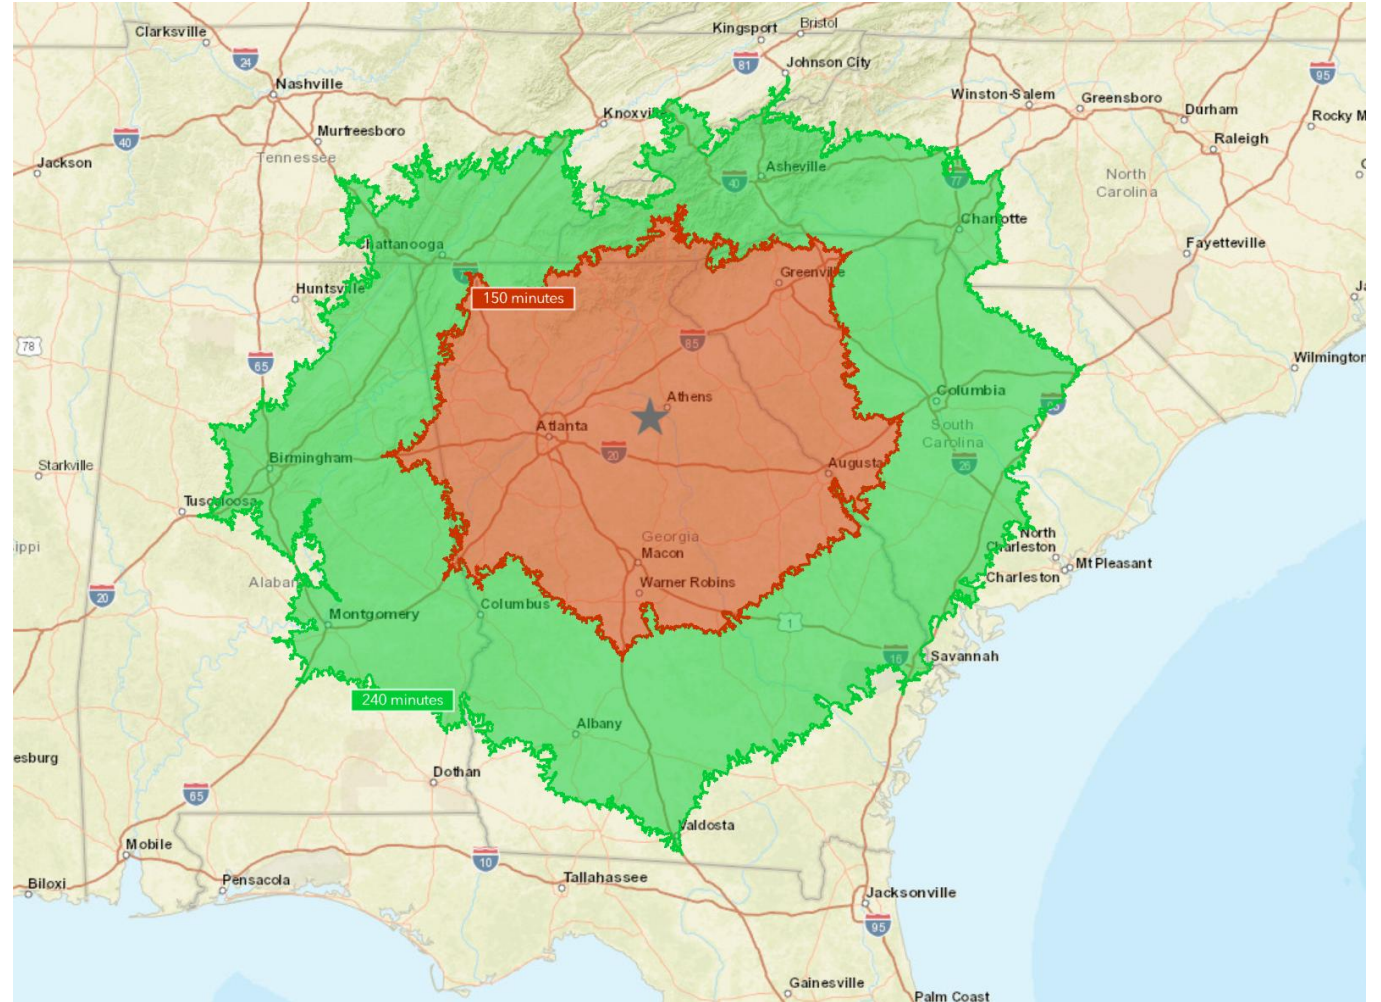 Clarksville
Kingsport
Bristol
24
81
Johnson City
95
Nashville
Winston-Salem
Greensboro
Durham
Rocky M
Knoxvil
Murfreesboro
40
Raleigh
Tennessee
Jackson
Asheville
40
77
North
Carolina
Charlotte
Chattanooga
Fayetteville
Greenville
Huntsville
150 minutes
Ja
78
85
65
Wilmington
Athens
Columbia
95
Atlanta
South
Carolina
20
Birmingham
Augusta
26
Starkville
Tuscaloosa
Georgia
North
Charleston
ippi
Macon
Mt Pleasant
Alabam
Warner Robins
Charleston
20
Columbus
Montgomery
1
16
Savannah
240 minutes
Albany
esburg
Dothan
65
Valdosta
Mobile
10
Biloxi
Pensacola
Tallahassee
Jacksonville
95
Gainesville
Palm Coast